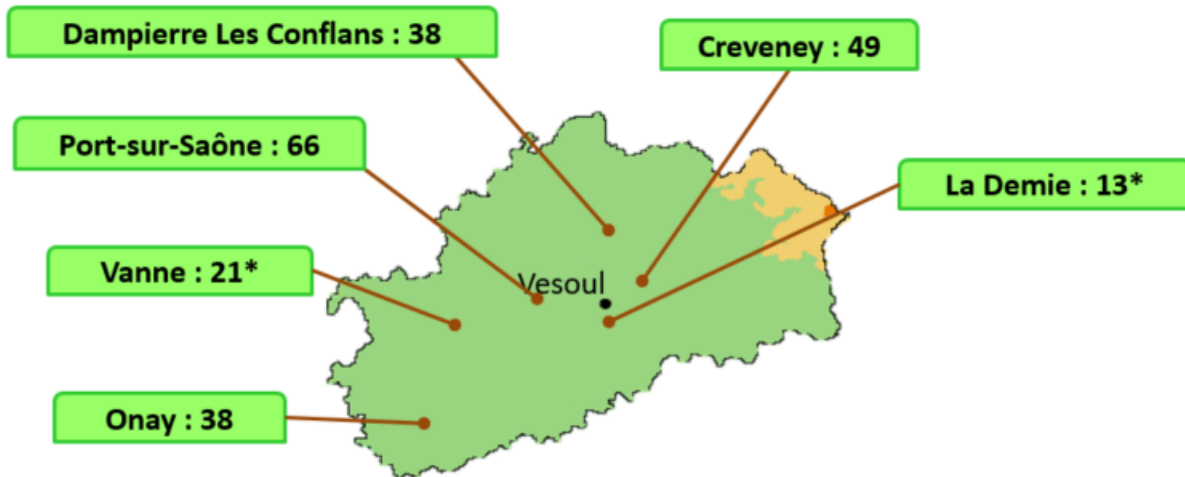 Dampierre Les Conflans : 38
Creveney : 49
Port-sur-Saône : 66
La Demie : 13*
Vanne : 21*
Vesoul
Onay : 38